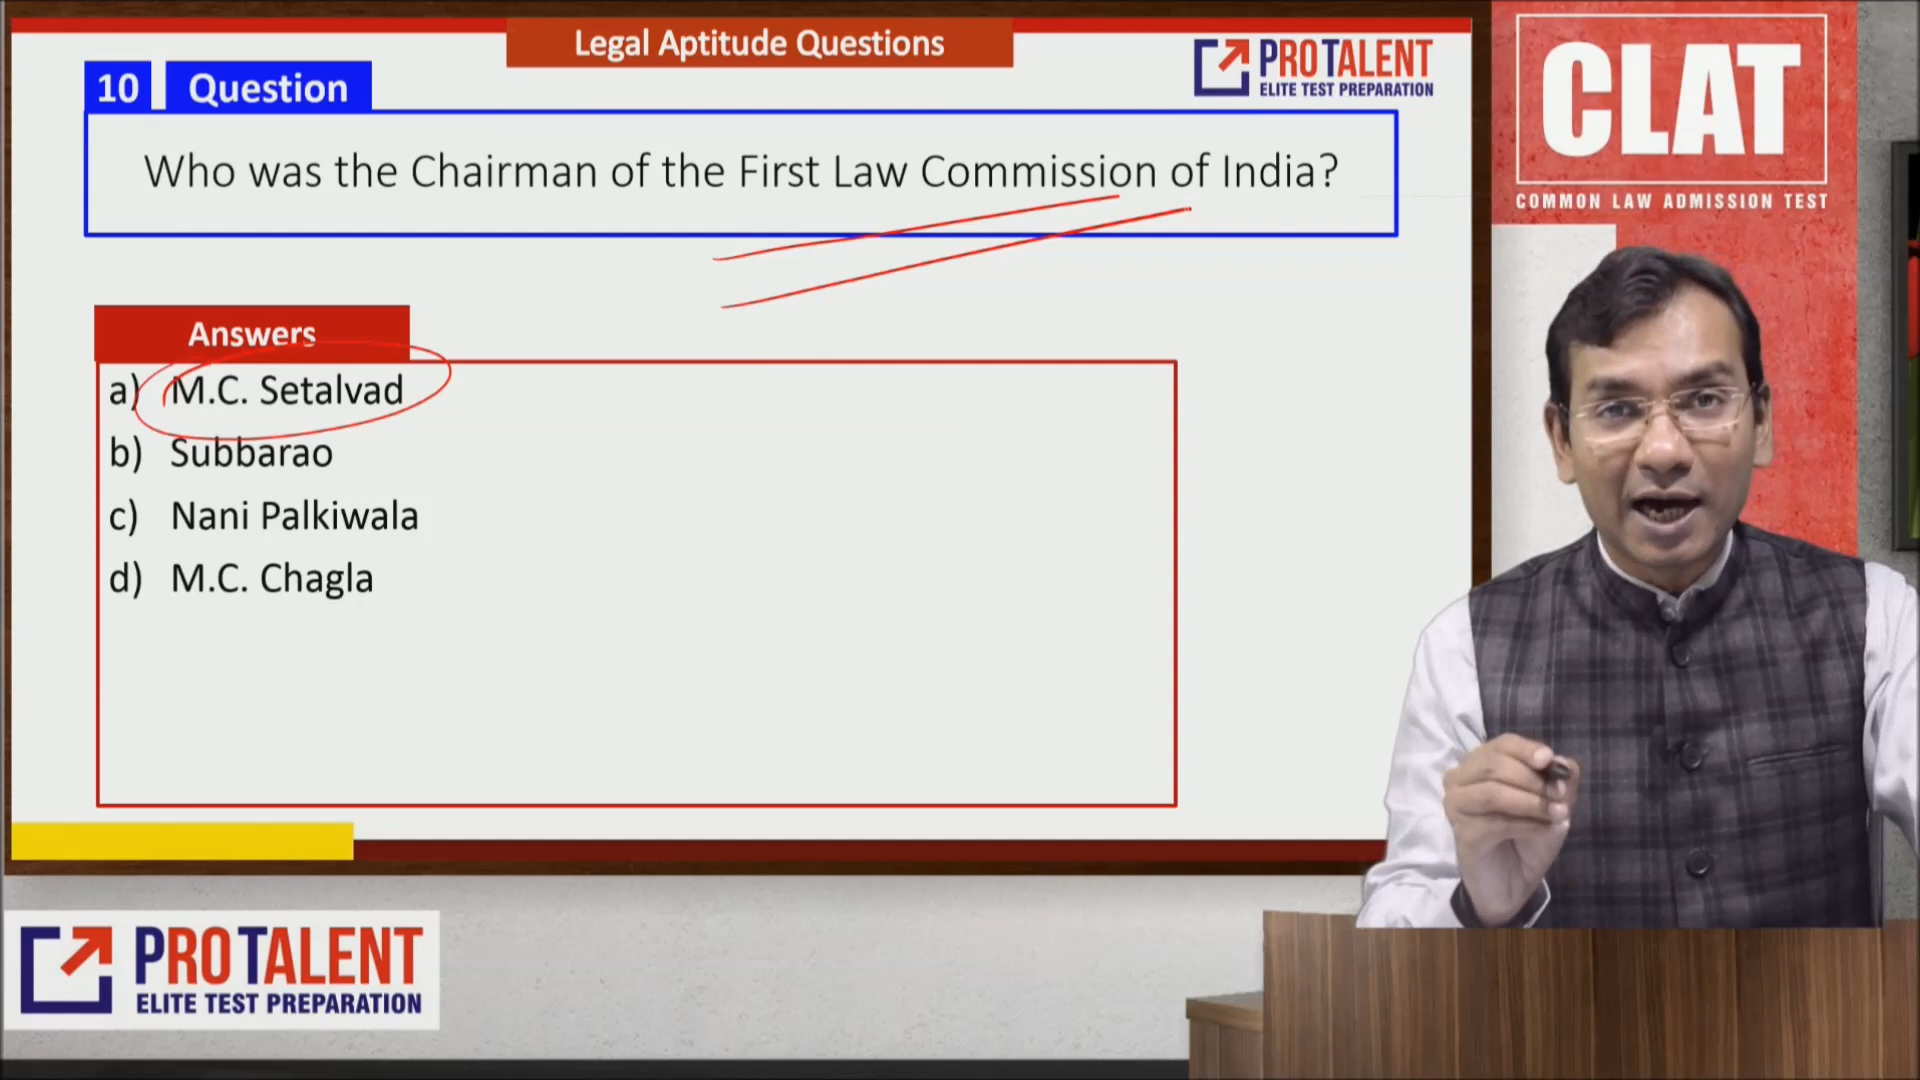 Legal Aptitude Questions
PROTALENT
ELITE TEST PREPARATION
10 Question
Who was the Chairman of the First Law Commission of India?
Answers
a) M.C. Setalvad
b) Subbarao
c) Nani Palkiwala
d) M.C. Chagla
CLAT
COMMON LAW ADMISSION TEST
PROTALENT
ELITE TEST PREPARATION